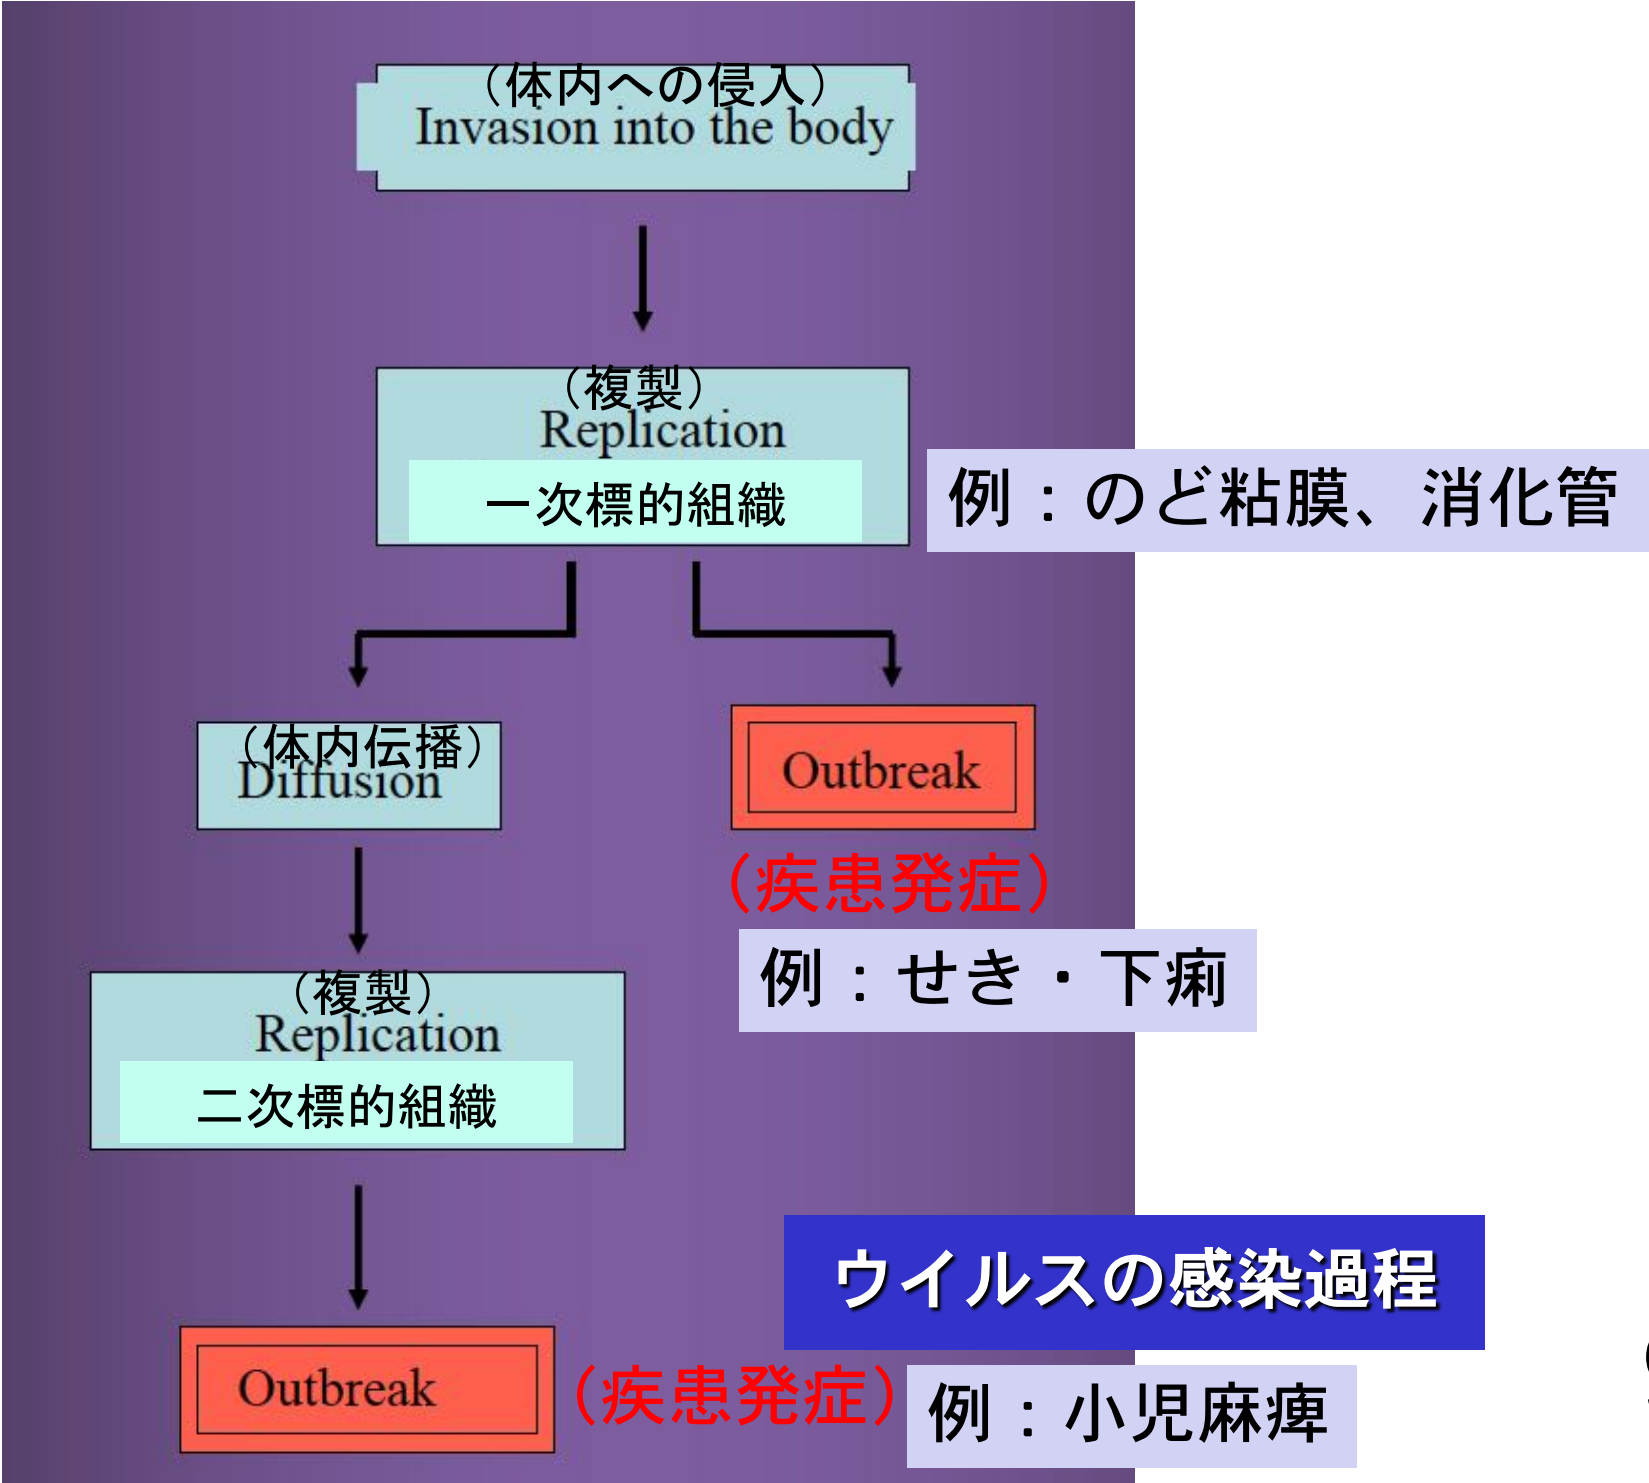 （体内への侵入）
Invasion into the body
（複製）
Replication
一次標的組織
例：のど粘膜、消化管
（体内伝播）
Diffusion
Outbreak
（疾患発症）
例：せき・下痢
（複製）
Replication
二次標的組織
ウイルスの感染過程
Outbreak
（疾患発症）
例：小児麻痺